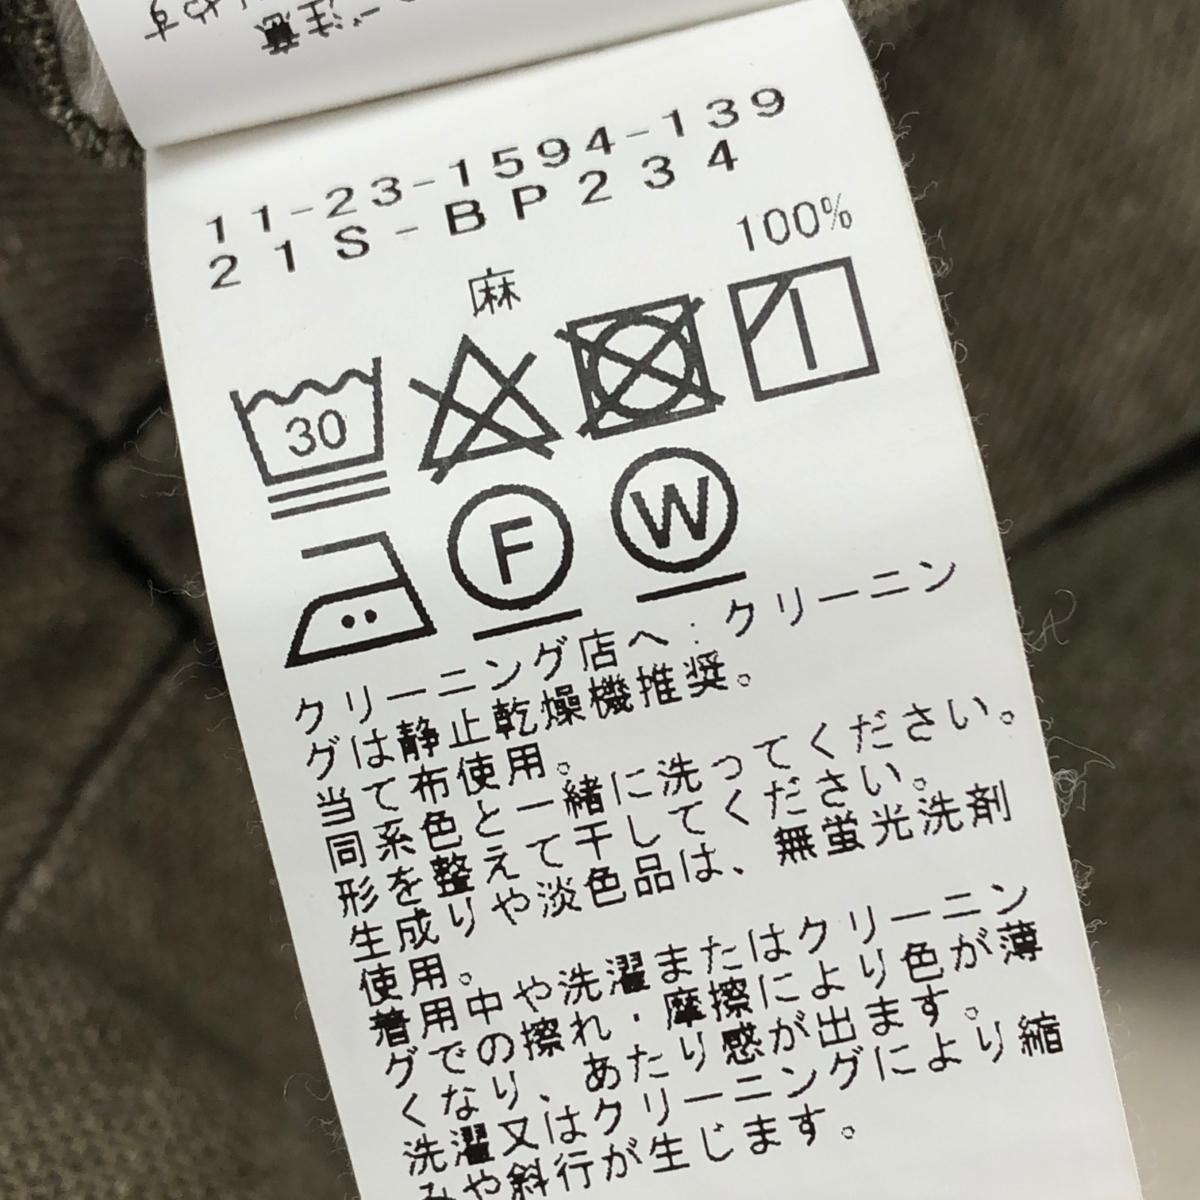 ご注意
やす
11-23-1594-139
21S-BP234
麻 100%
30
F W
クリーニング店へ：クリーニン
グは静止乾燥機推奨。
当て布使用。
同系色と一緒に洗ってください。
形を整えて干してください。
生成りや淡色品は、無蛍光洗剤
使用。
着用中や洗濯またはクリーニン
グでの擦れ・摩擦により色が薄
くなり、あたり感が出ます。
洗濯又はクリーニングにより縮
みや斜行が生じます。